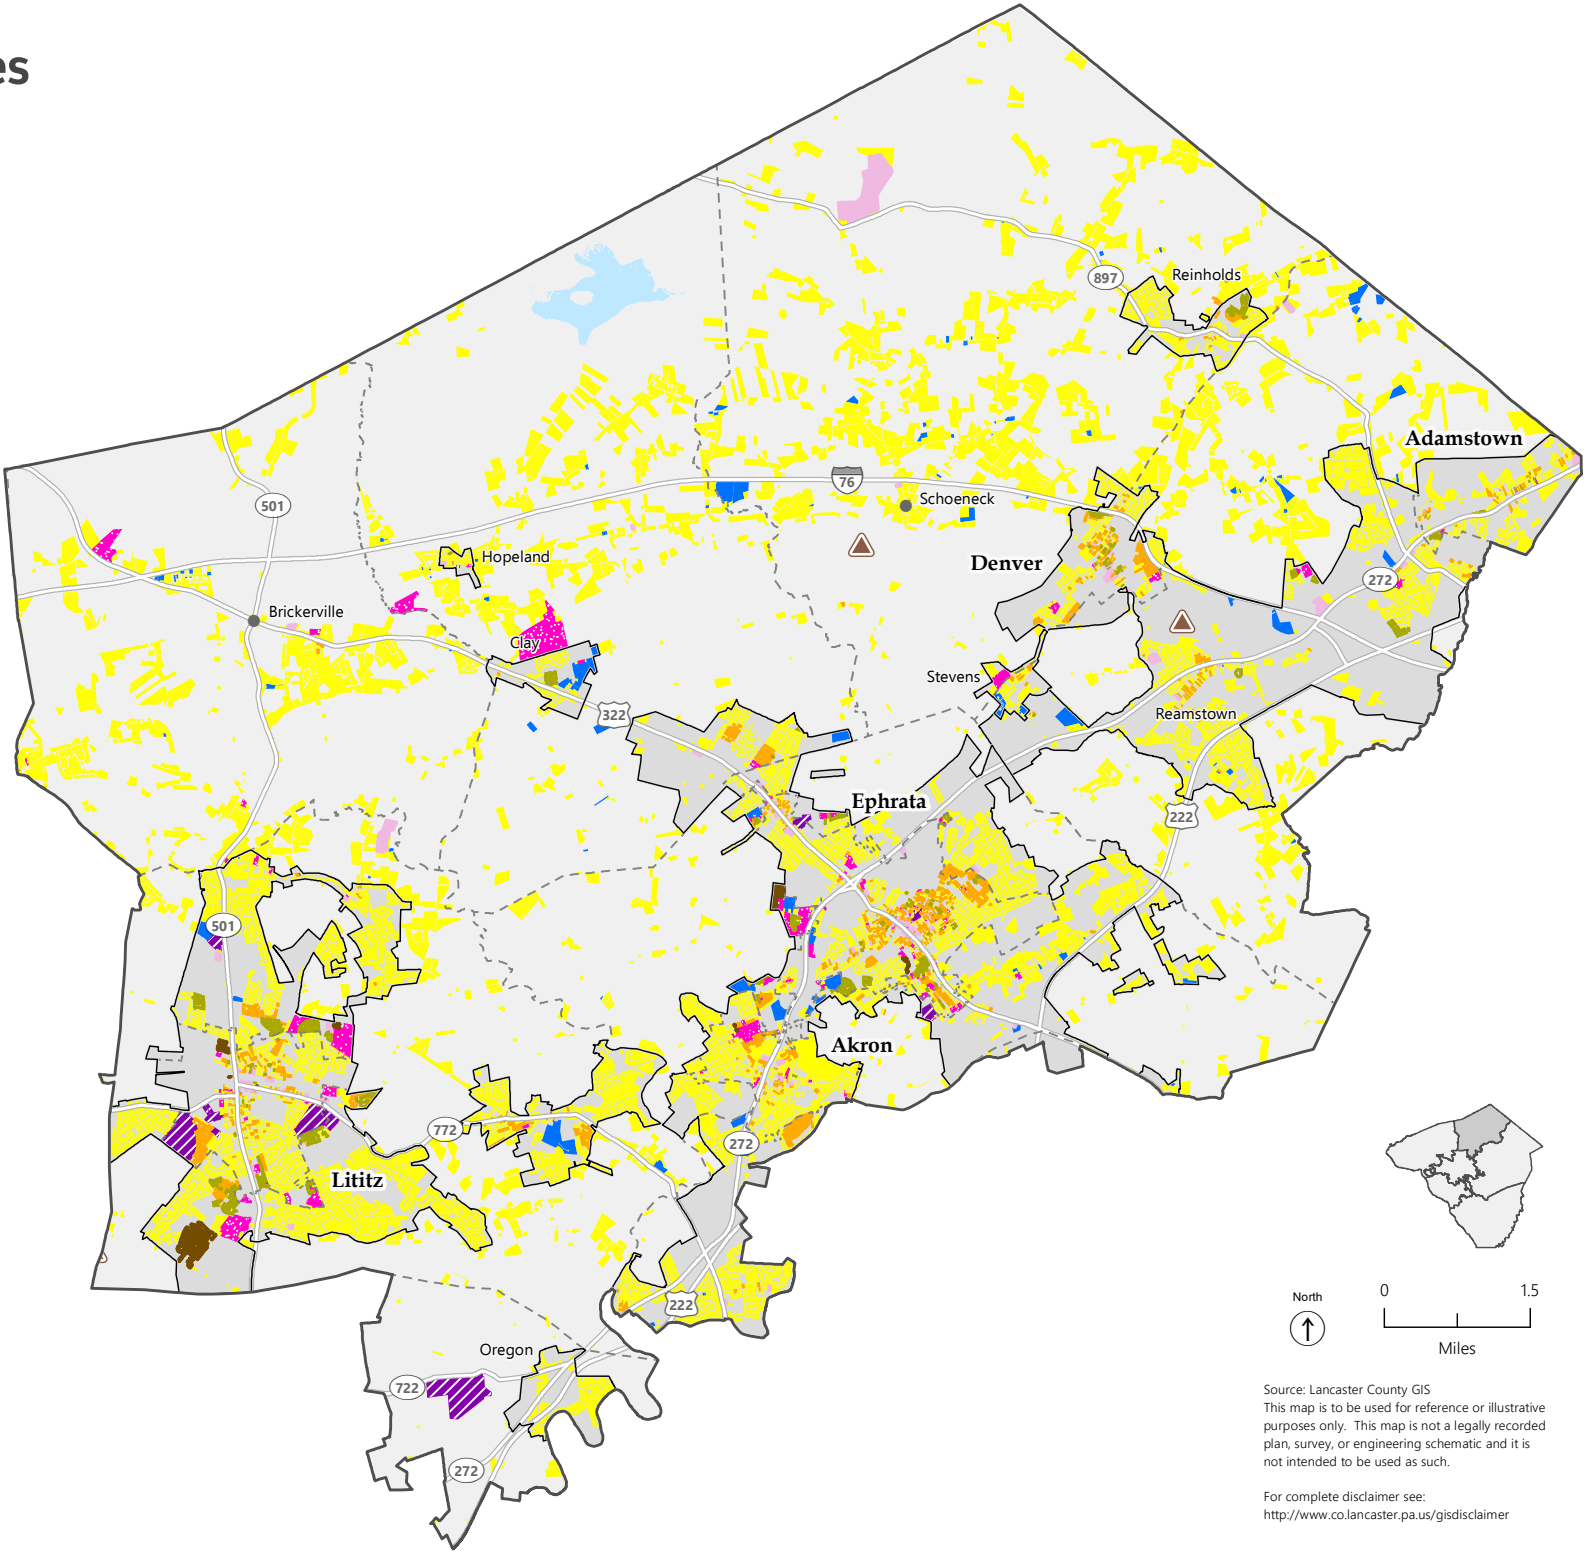 es
897
Reinholds
Adamstown
76
Schoeneck
501
Hopeland
Denver
272
Brickerville
Clay
Stevens
322
Reamstown
Ephrata
222
501
Akron
772
272
Lititz
222
Oregon
722
272
North
0 1.5
Miles
Source: Lancaster County GIS
This map is to be used for reference or illustrative
purposes only. This map is not a legally recorded
plan, survey, or engineering schematic and it is
not intended to be used as such.
For complete disclaimer see:
http://www.co.lancaster.pa.us/gisdisclaimer